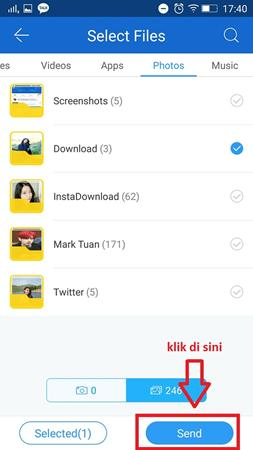 17:40
Select Files
es Videos Apps Photos Music
Screenshots (5)
Download (3)
InstaDownload (62)
Mark Tuan (171)
Twitter (5)
klik di sini
0 246
Selected(1) Send